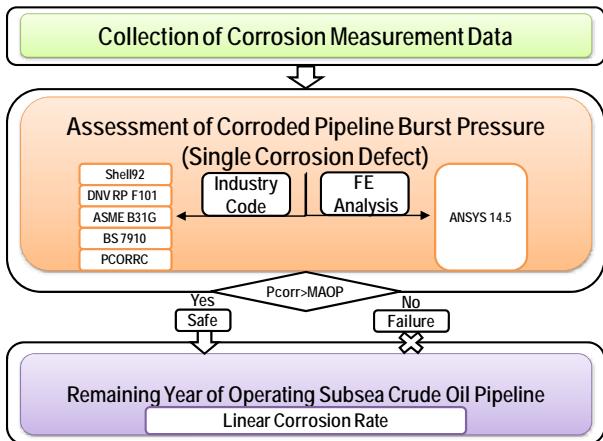 Collection of Corrosion Measurement Data
Assessment of Corroded Pipeline Burst Pressure
(Single Corrosion Defect)
Shell92
DNV RP F101
ASME B31G
BS 7910
PCORRC
Industry
Code
FE
Analysis
ANSYS 14.5
Pcorr>MAOP
Yes
Safe
No
Failure
Remaining Year of Operating Subsea Crude Oil Pipeline
Linear Corrosion Rate